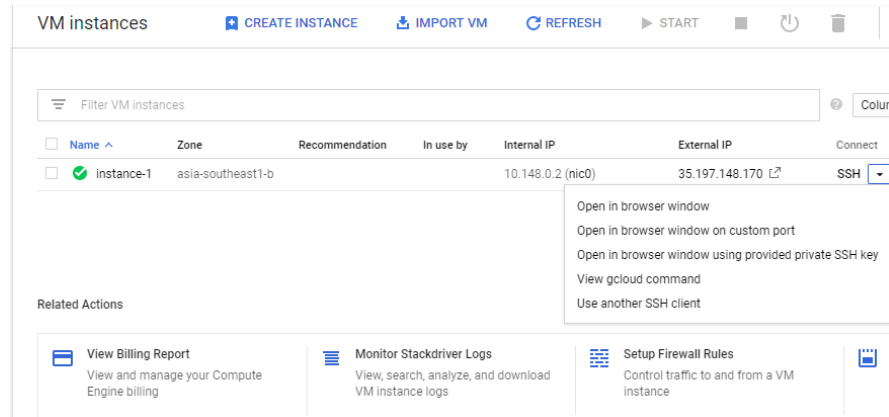 VM instances CREATE INSTANCE IMPORT VM REFRESH START
Filter VM instances
Name Zone Recommendation In use by Internal IP External IP Connect
instance-1 asia-southeast1-b 10.148.0.2 (nic0) 35.197.148.170 SSH
Open in browser window
Open in browser window on custom port
Open in browser window using provided private SSH key
View gcloud command
Use another SSH client
Related Actions
View Billing Report
View and manage your Compute
Engine billing
Monitor Stackdriver Logs
View, search, analyze, and download
VM instance logs
Setup Firewall Rules
Control traffic to and from a VM
instance